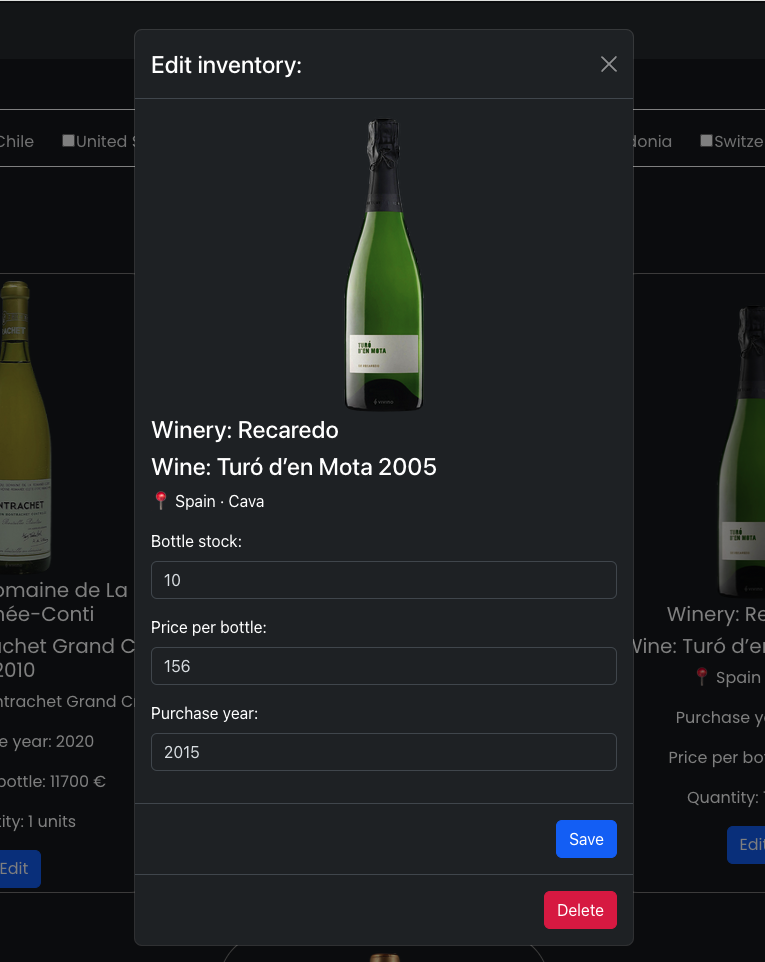 Edit inventory:
Chile
United
donia
Switze
TURÓ
D'EN MOTA
Winery: Recaredo
Wine: Turó d’en Mota 2005
📍 Spain · Cava
Bottle stock:
10
Price per bottle:
156
Purchase year:
2015
Save
Delete
NTRACHET
omaine de La
née-Conti
achet Grand C
2010
ntrachet Grand C
e year: 2020
bottle: 11700 €
ity: 1 units
Edit
TURÓ
D'EN MOTA
Winery: Re
Wine: Turó d’e
📍 Spain
Purchase y
Price per bo
Quantity:
Edi